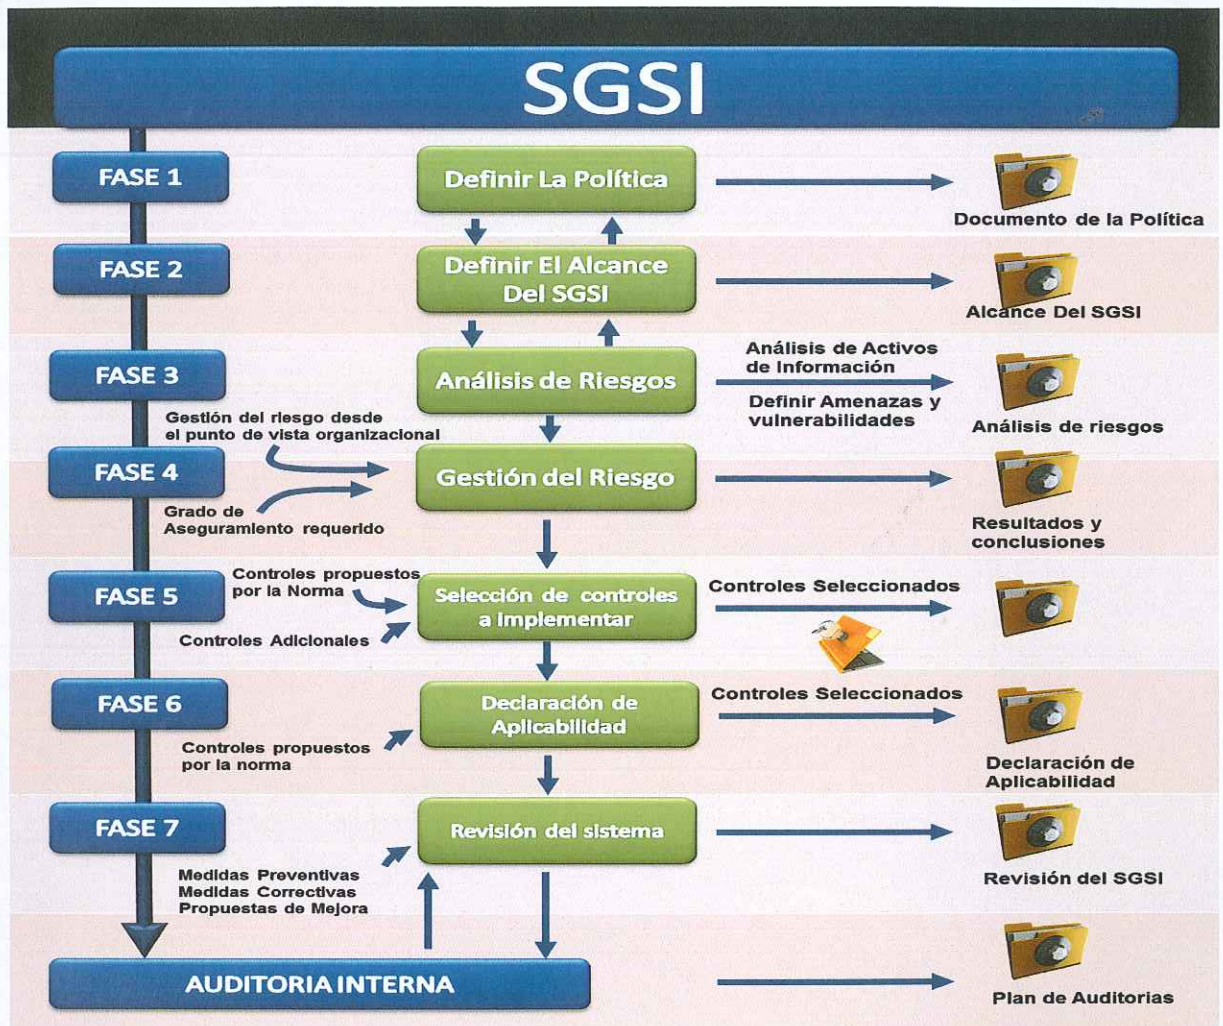 SGSI
FASE 1
Definir La Política
Documento de la Política
FASE 2
Definir El Alcance
Del SGSI
Alcance Del SGSI
FASE 3
Análisis de Riesgos
Análisis de Activos
de Información
Definir Amenazas y
vulnerabilidades
Análisis de riesgos
Gestión del riesgo desde
el punto de vista organizacional
FASE 4
Gestión del Riesgo
Grado de
Aseguramiento requerido
Resultados y
conclusiones
FASE 5
Controles propuestos
por la Norma
Controles Adicionales
Selección de controles
a Implementar
Controles Seleccionados
FASE 6
Declaración de
Aplicabilidad
Controles Seleccionados
Controles propuestos
por la norma
Declaración de
Aplicabilidad
FASE 7
Revisión del sistema
Medidas Preventivas
Medidas Correctivas
Propuestas de Mejora
Revisión del SGSI
AUDITORIA INTERNA
Plan de Auditorias